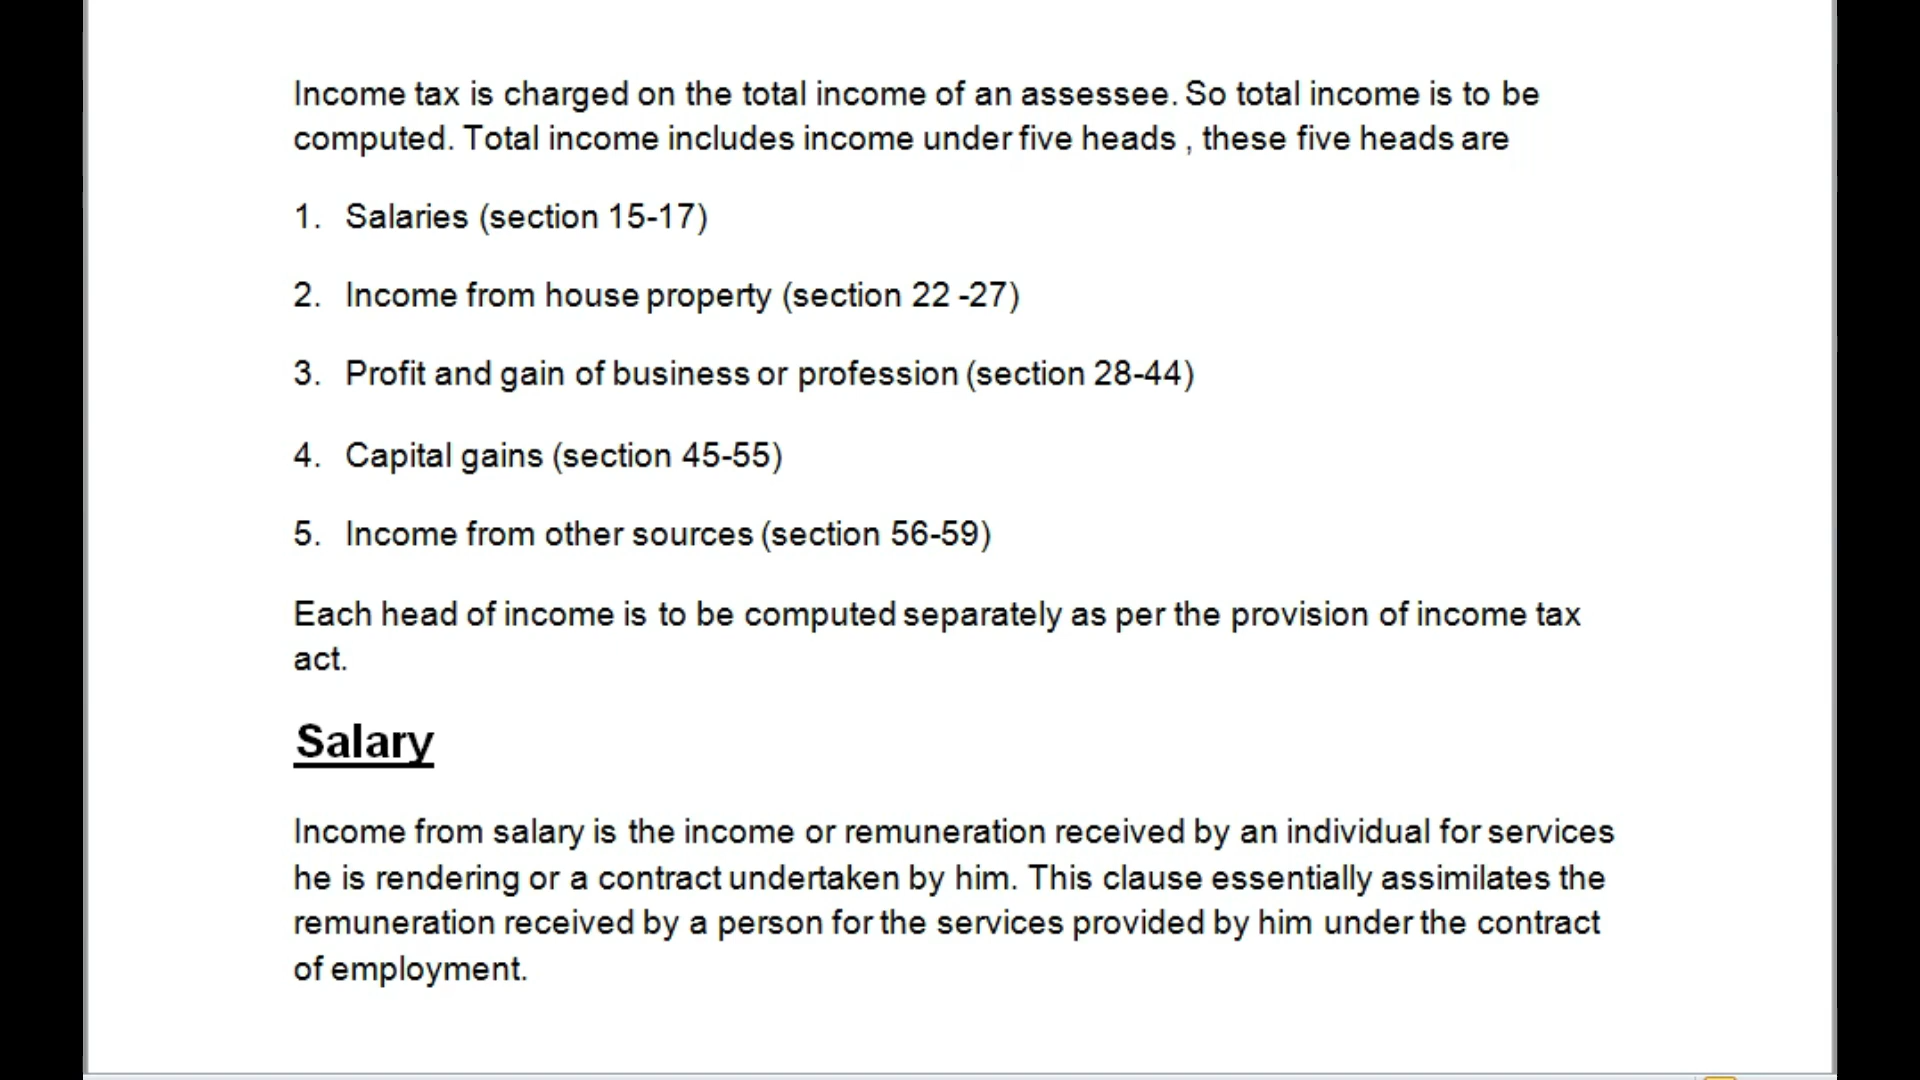 Income tax is charged on the total income of an assessee. So total income is to be
computed. Total income includes income under five heads , these five heads are
1. Salaries (section 15-17)
2. Income from house property (section 22 -27)
3. Profit and gain of business or profession (section 28-44)
4. Capital gains (section 45-55)
5. Income from other sources (section 56-59)
Each head of income is to be computed separately as per the provision of income tax
act.
Salary
Income from salary is the income or remuneration received by an individual for services
he is rendering or a contract undertaken by him. This clause essentially assimilates the
remuneration received by a person for the services provided by him under the contract
of employment.